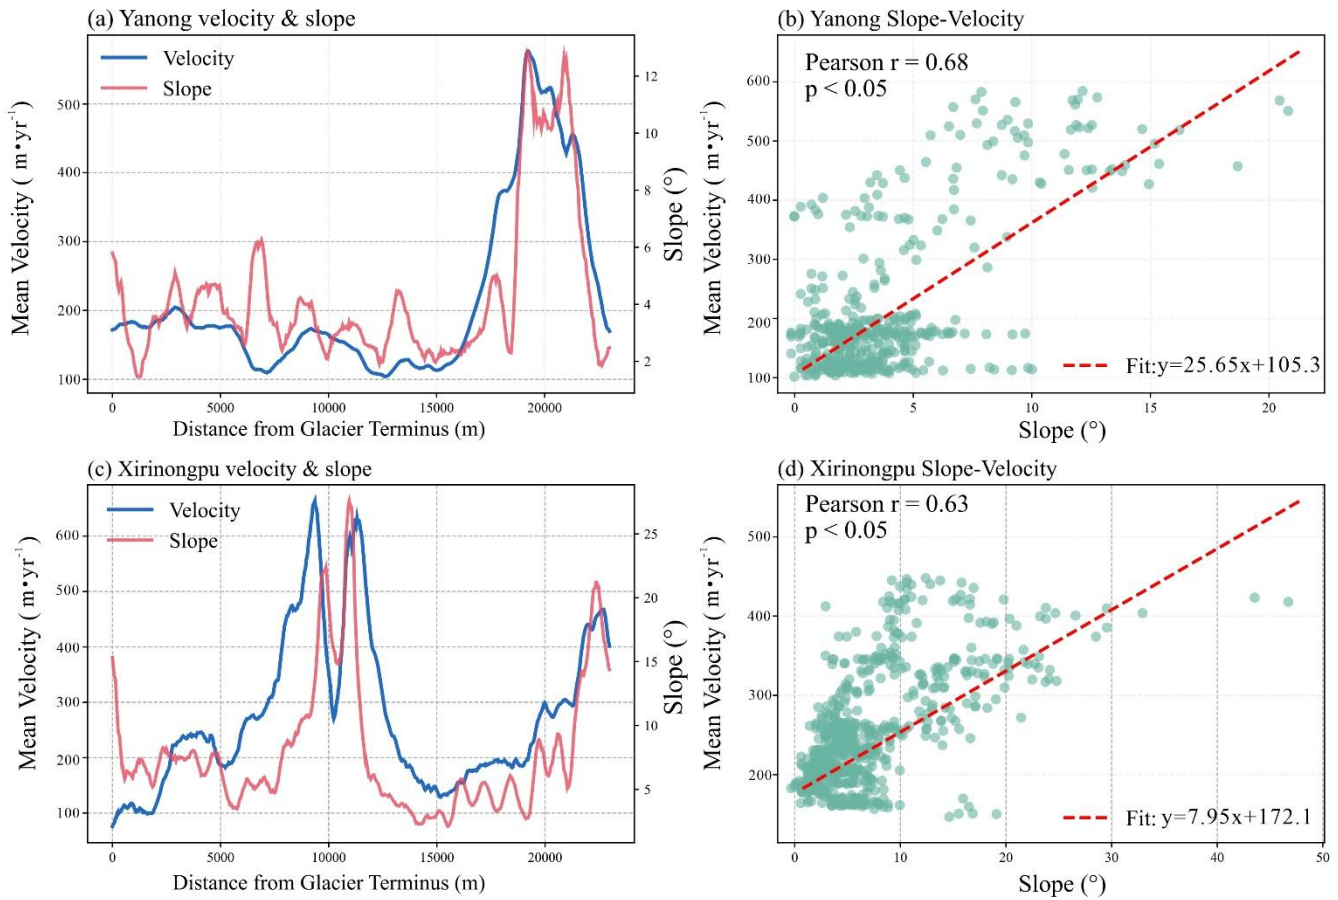 (a) Yanong velocity & slope
Velocity
Slope
Mean Velocity ( m•yr⁻¹)
500
400
300
200
100
12
10
8
6
4
2
Slope (°)
0 5000 10000 15000 20000
Distance from Glacier Terminus (m)
(b) Yanong Slope-Velocity
Pearson r = 0.68
p < 0.05
Mean Velocity ( m•yr⁻¹)
600
500
400
300
200
100
Fit:y=25.65x+105.3
0 5 10 15 20
Slope (°)
(c) Xirinongpu velocity & slope
Velocity
Slope
Mean Velocity ( m•yr⁻¹)
600
500
400
300
200
100
25
20
15
10
5
Slope (°)
0 5000 10000 15000 20000
Distance from Glacier Terminus (m)
(d) Xirinongpu Slope-Velocity
Pearson r = 0.63
p < 0.05
Mean Velocity ( m•yr⁻¹)
500
400
300
200
Fit: y=7.95x+172.1
0 10 20 30 40 50
Slope (°)